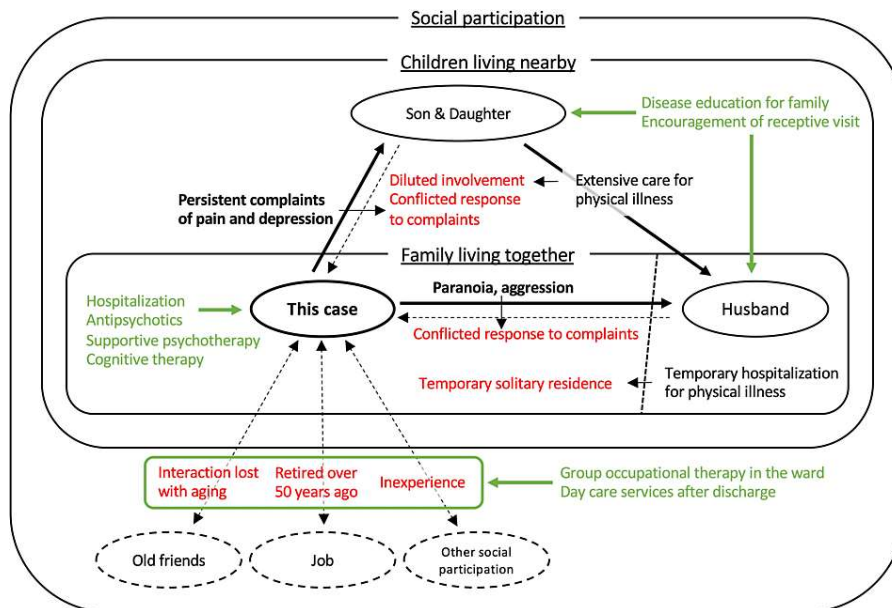 Social participation
Children living nearby
Son & Daughter
Disease education for family
Encouragement of receptive visit
Persistent complaints
of pain and depression
Diluted involvement
Conflicted response
to complaints
Extensive care for
physical illness
Family living together
Hospitalization
Antipsychotics
Supportive psychotherapy
Cognitive therapy
This case
Paranoia, aggression
Husband
Conflicted response to complaints
Temporary solitary residence
Temporary hospitalization
for physical illness
Interaction lost
with aging
Retired over
50 years ago
Inexperience
Group occupational therapy in the ward
Day care services after discharge
Old friends
Job
Other social
participation